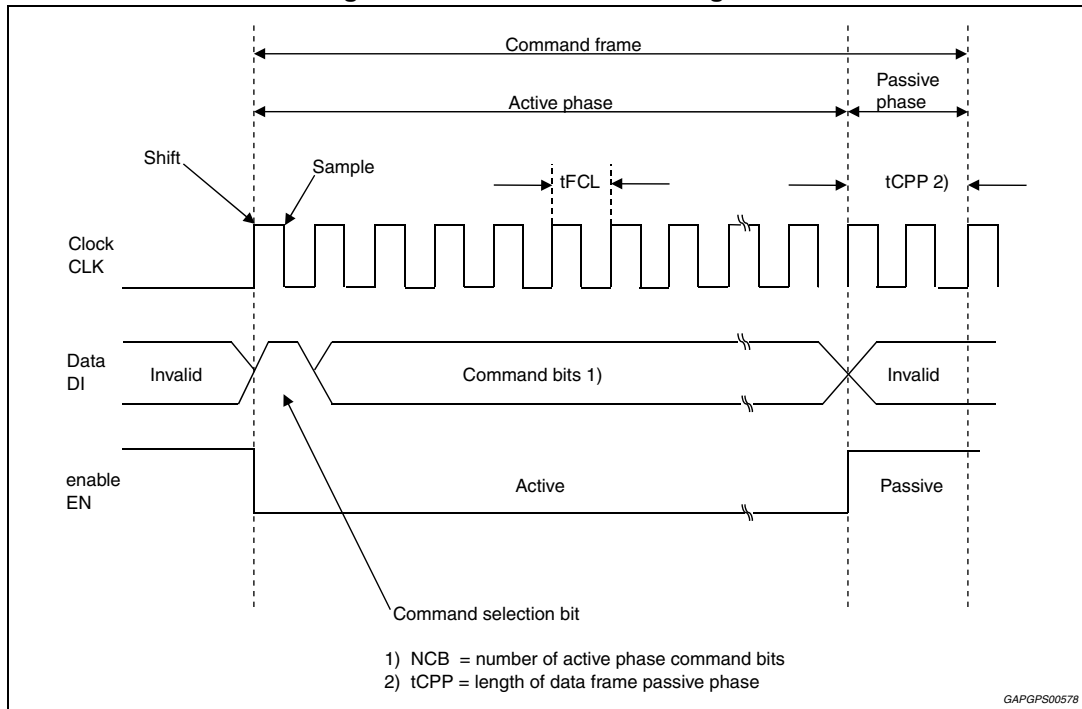 Command frame
Active phase
Passive
phase
Shift
Sample
tFCL
tCPP 2)
Clock
CLK
Data
DI
Invalid
Command bits 1)
Invalid
enable
EN
Active
Passive
Command selection bit
1) NCB = number of active phase command bits
2) tCPP = length of data frame passive phase
GAPGPS00578